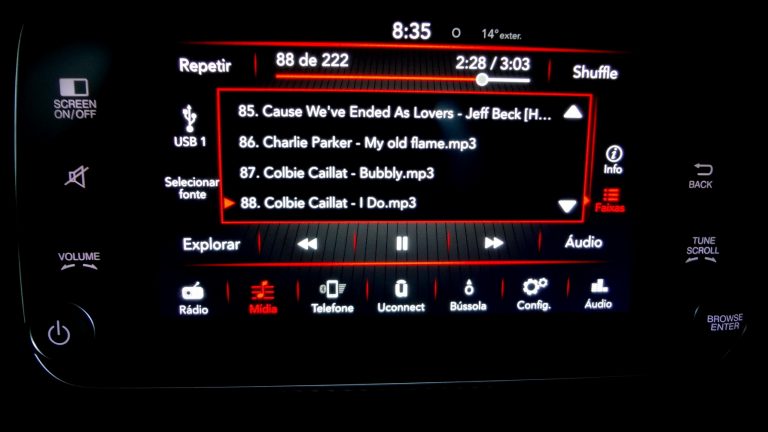 8:35 14° exter.
Repetir 88 de 222 2:28 / 3:03 Shuffle
SCREEN
ON/OFF
USB 1
85. Cause We've Ended As Lovers - Jeff Beck [H...
86. Charlie Parker - My old flame.mp3
87. Colbie Caillat - Bubbly.mp3
88. Colbie Caillat - I Do.mp3
Selecionar
fonte
Info
Faixas
BACK
Explorar Áudio
VOLUME
TUNE
SCROLL
Rádio Mídia Telefone Uconnect Bússola Config. Áudio
BROWSE
ENTER